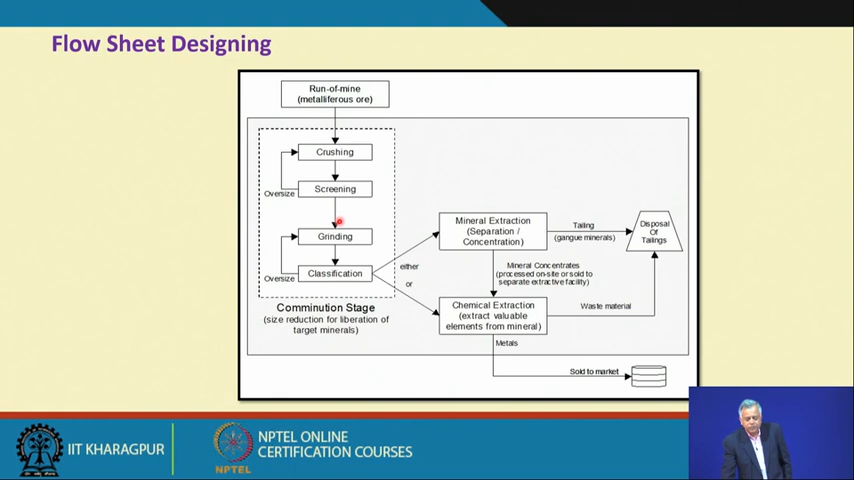 Flow Sheet Designing
Run-of-mine
(metalliferous ore)
Crushing
Oversize
Screening
Grinding
Oversize
Classification
Comminution Stage
(size reduction for liberation of
target minerals)
either
or
Mineral Extraction
(Separation /
Concentration)
Tailing
(gangue minerals)
Disposal
Of
Tailings
Mineral Concentrates
(processed on-site or sold to
separate extractive facility)
Chemical Extraction
(extract valuable
elements from mineral)
Waste material
Metals
Sold to market
IIT KHARAGPUR
NPTEL
NPTEL ONLINE
CERTIFICATION COURSES